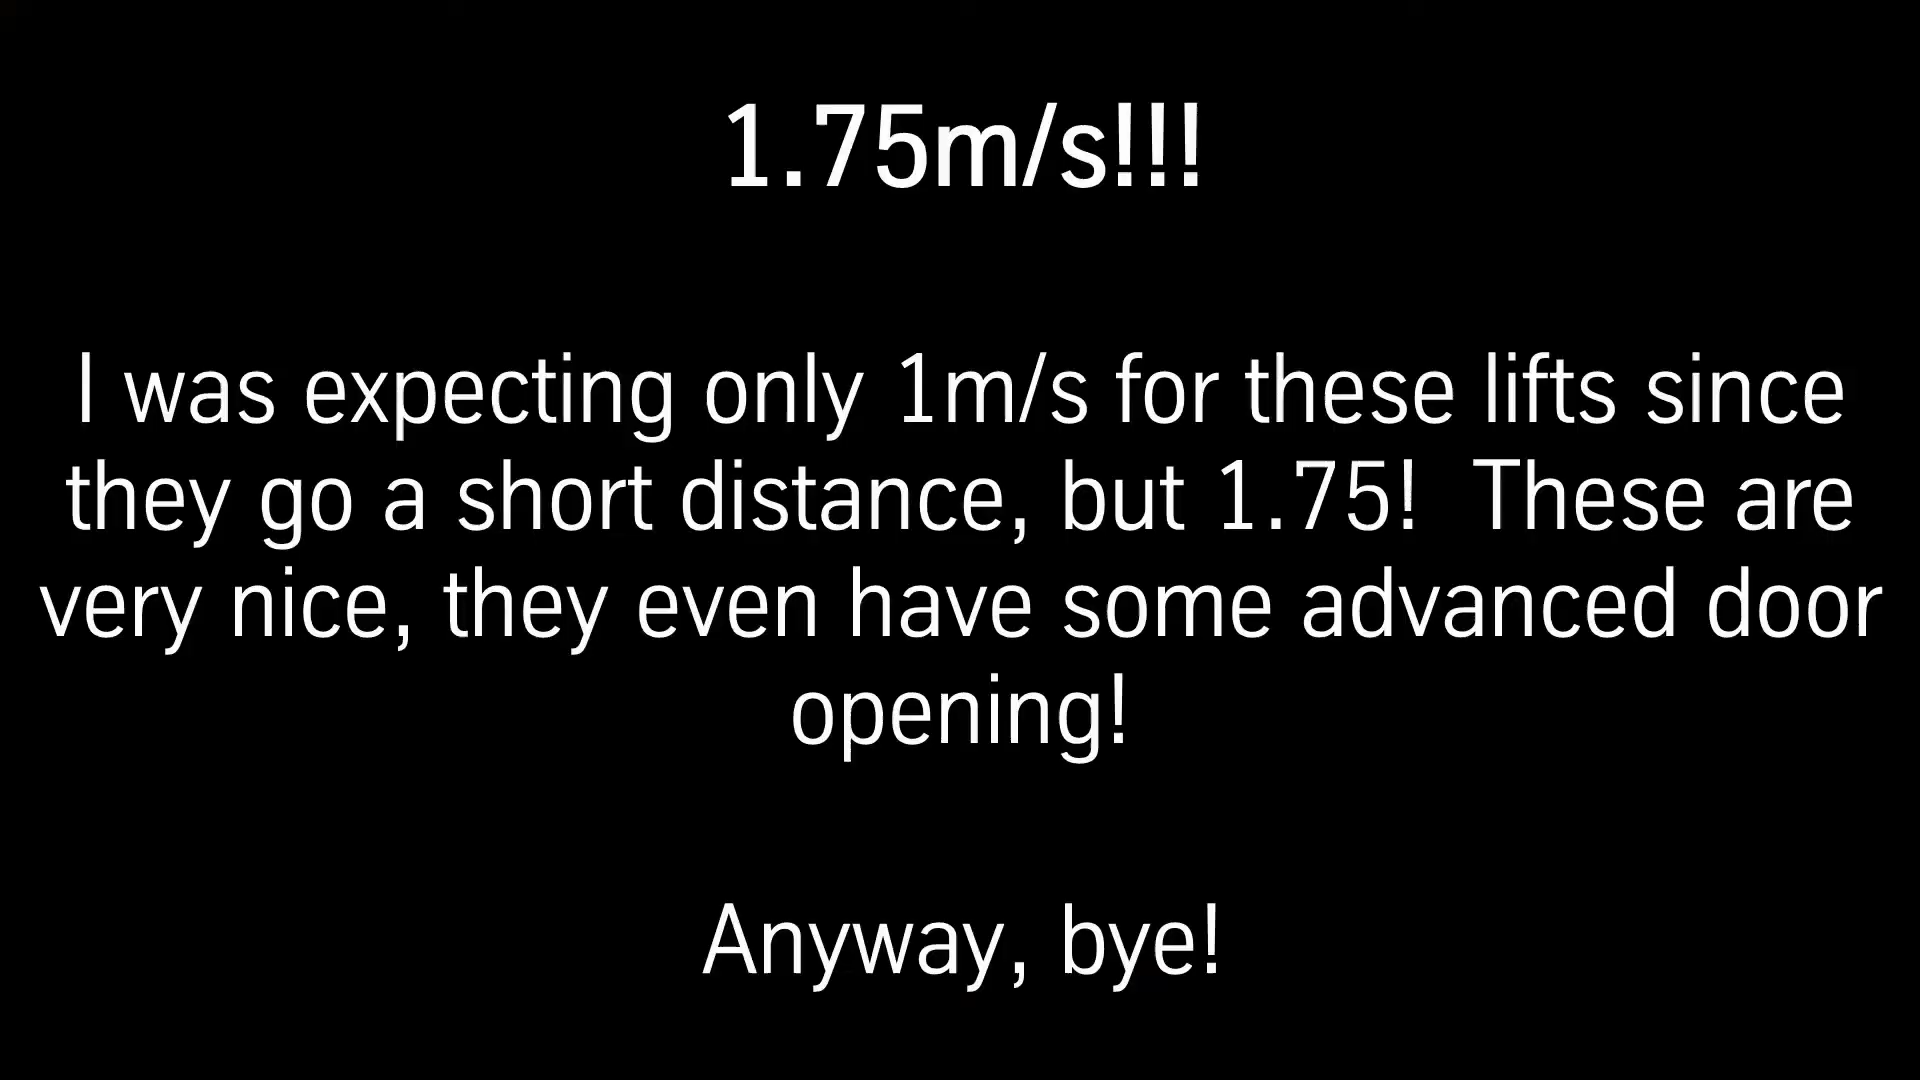 1.75m/s!!!
I was expecting only 1m/s for these lifts since
they go a short distance, but 1.75!  These are
very nice, they even have some advanced door
opening!
Anyway, bye!